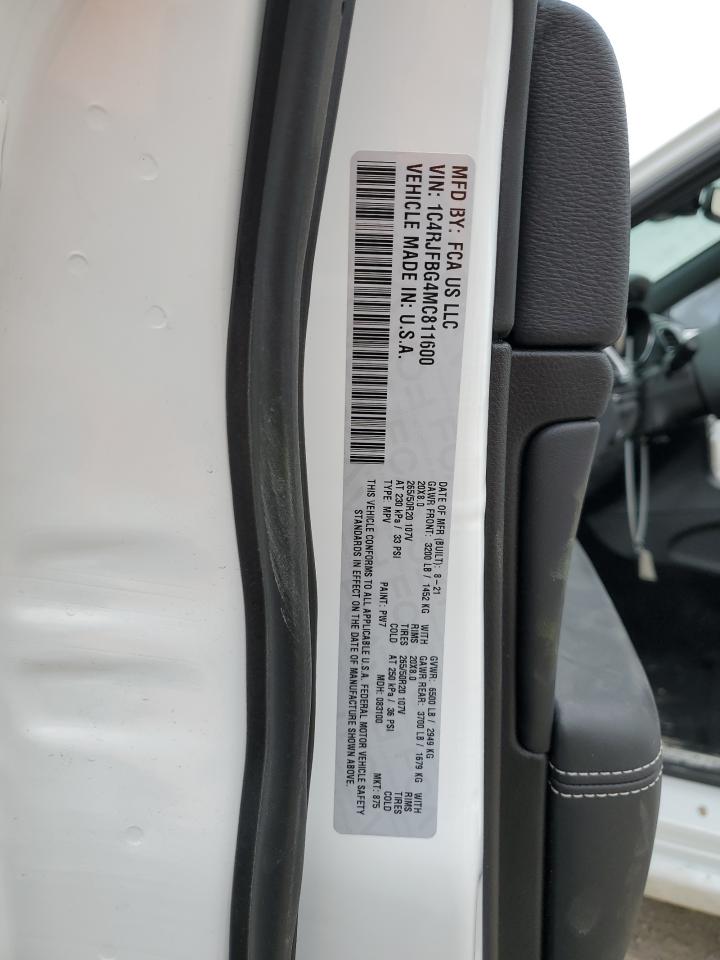 MFD BY: FCA US LLC
VIN: 1C4RJFBG4MC811600
VEHICLE MADE IN: U.S.A.
DATE OF MFR (BUILT): 8-21 GVWR: 6500 LB / 2949 KG
GAWR FRONT: 3200 LB / 1452 KG WITH GAWR REAR: 3700 LB / 1679 KG WITH
20X8.0 RIMS 20X8.0 RIMS
265/50R20 107V TIRES 265/50R20 107V TIRES
AT 230 kPa / 33 PSI COLD AT 250 kPa / 36 PSI COLD
TYPE MPV PAINT: PW7 MDH: 083100 MKT: 875
THIS VEHICLE CONFORMS TO ALL APPLICABLE U.S.A. FEDERAL MOTOR VEHICLE SAFETY
STANDARDS IN EFFECT ON THE DATE OF MANUFACTURE SHOWN ABOVE.